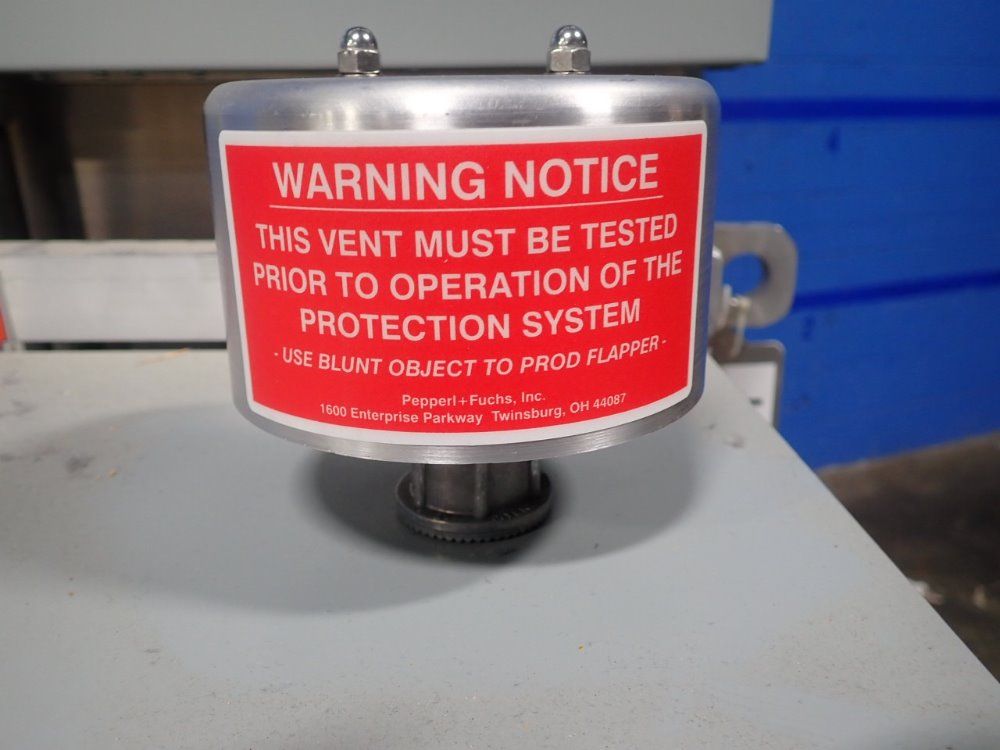 WARNING NOTICE
THIS VENT MUST BE TESTED
PRIOR TO OPERATION OF THE
PROTECTION SYSTEM
- USE BLUNT OBJECT TO PROD FLAPPER -
Pepperl+Fuchs, Inc.
1600 Enterprise Parkway Twinsburg, OH 44087